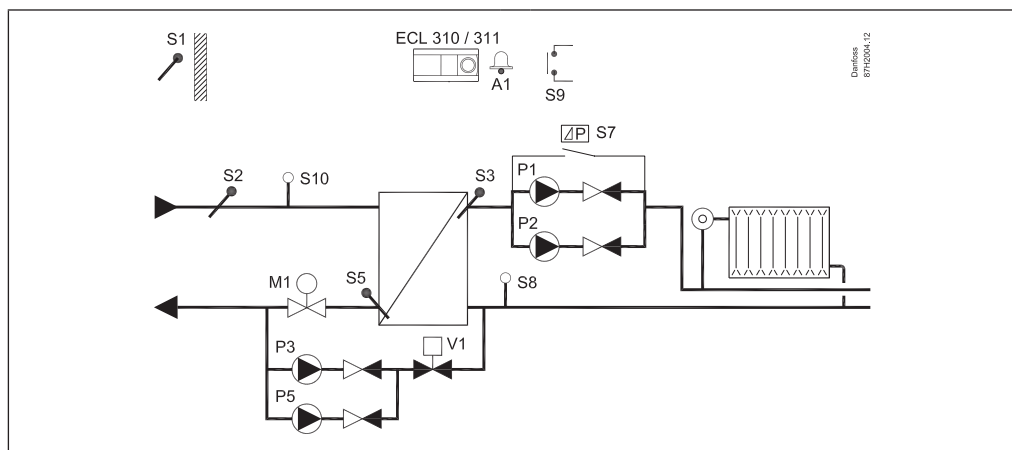 S1
ECL 310 / 311
A1
S9
Danfoss
87H2004.12
⊿P S7
S2
S10
S3
P1
P2
M1
S5
S8
P3
V1
P5